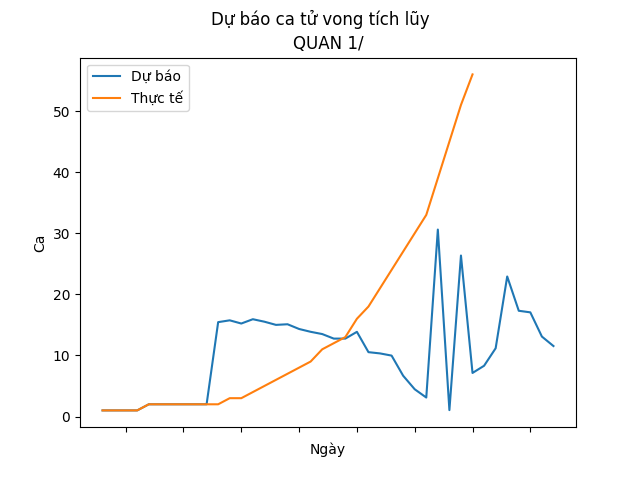 Dự báo ca tử vong tích lũy
QUAN 1/
Dự báo
Thực tế
50
40
30
20
10
0
Ca
Ngày